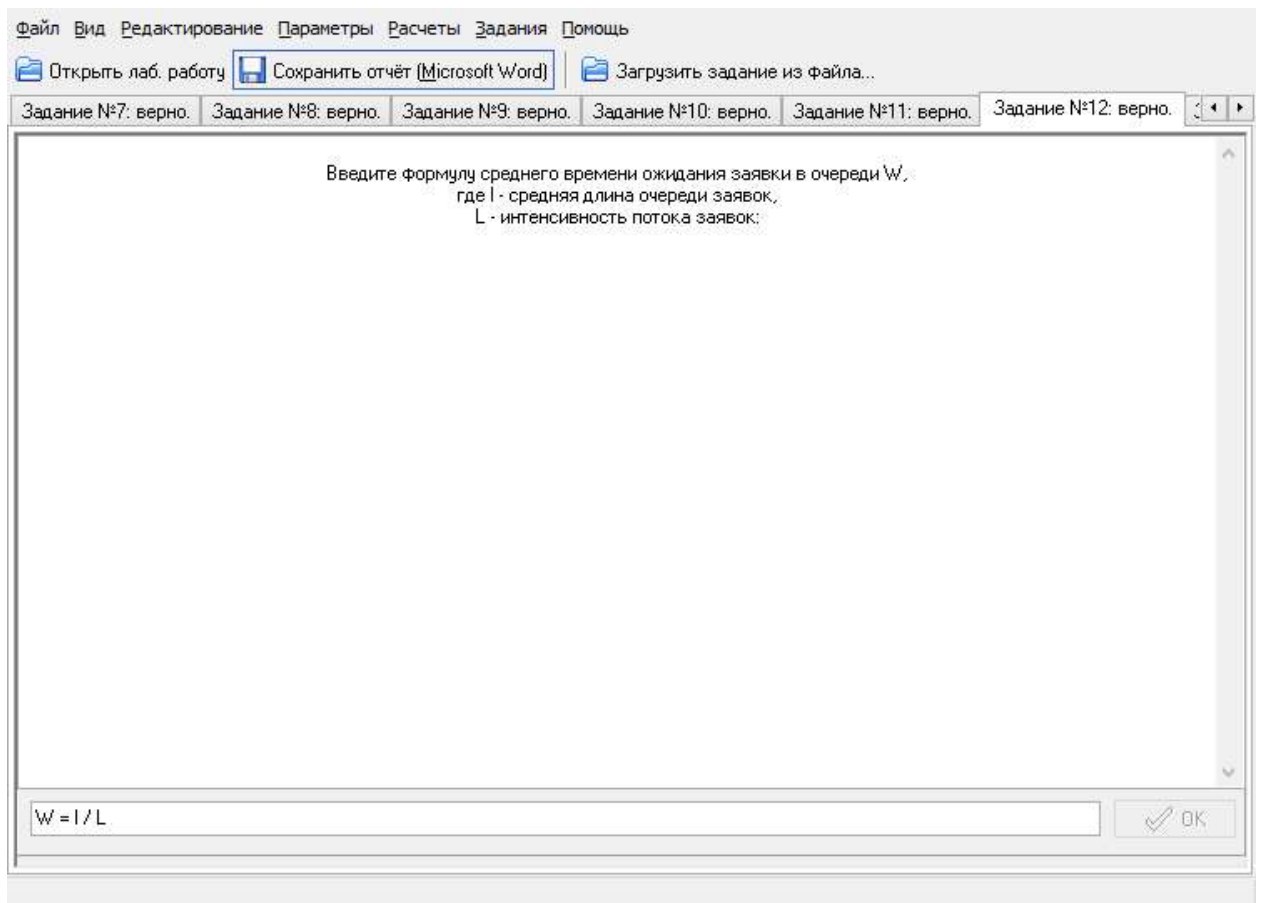 Файл Вид Редактирование Параметры Расчеты Задания Помощь
Открыть лаб. работу Сохранить отчёт (Microsoft Word) Загрузить задание из файла...
Задание №7: верно. Задание №8: верно. Задание №9: верно. Задание №10: верно. Задание №11: верно. Задание №12: верно.
Введите формулу среднего времени ожидания заявки в очереди W,
где l - средняя длина очереди заявок,
L - интенсивность потока заявок:
W = l / L
OK